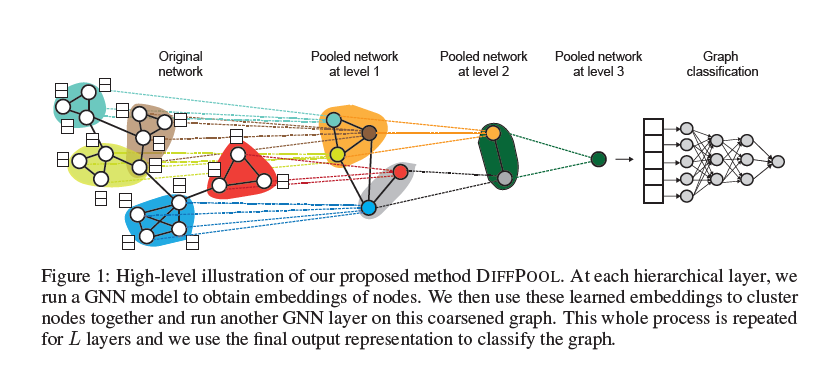 Original
network
Pooled network
at level 1
Pooled network
at level 2
Pooled network
at level 3
Graph
classification
Figure 1: High-level illustration of our proposed method DIFFPOOL. At each hierarchical layer, we
run a GNN model to obtain embeddings of nodes. We then use these learned embeddings to cluster
nodes together and run another GNN layer on this coarsened graph. This whole process is repeated
for L layers and we use the final output representation to classify the graph.